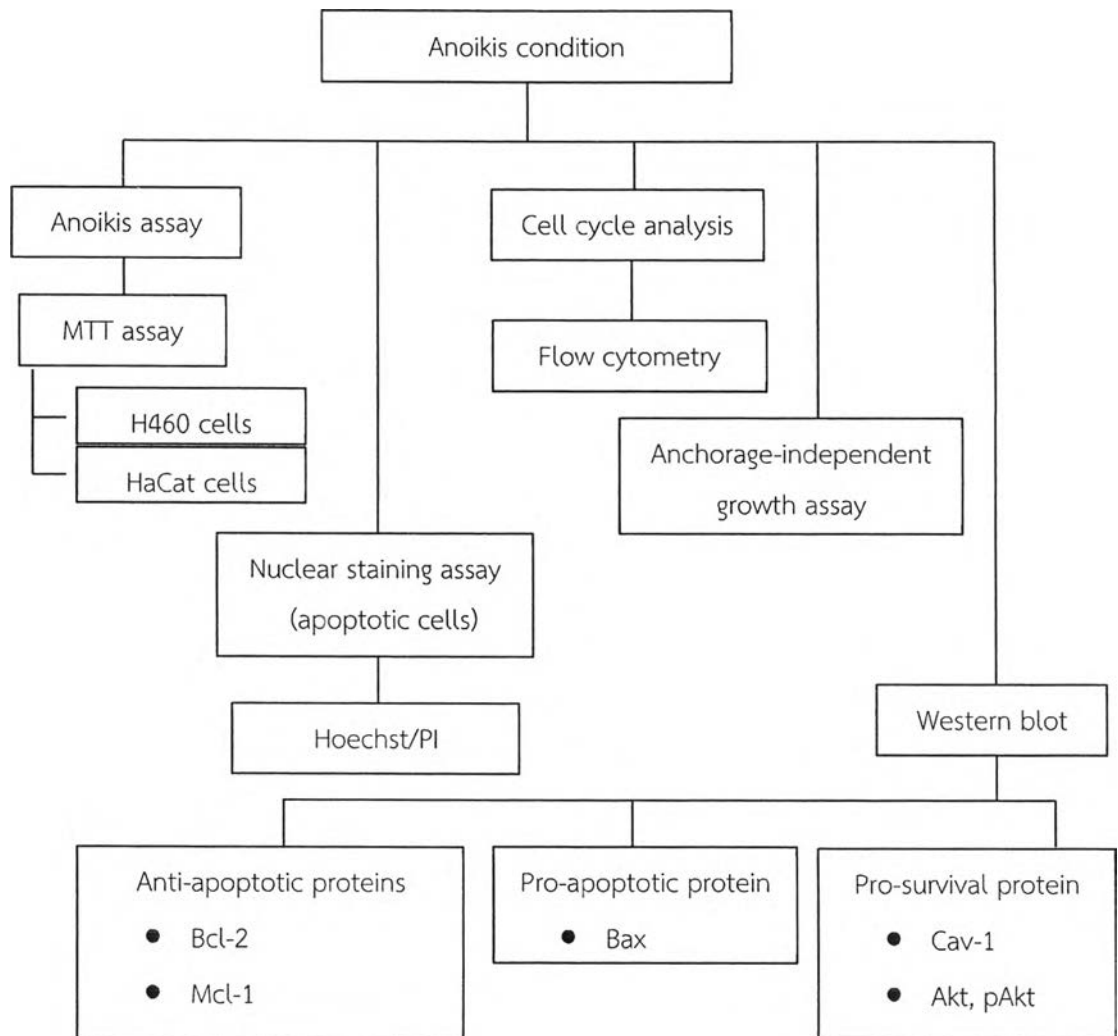 Anoikis condition
Anoikis assay
MTT assay
H460 cells
HaCat cells
Nuclear staining assay
(apoptotic cells)
Hoechst/PI
Cell cycle analysis
Flow cytometry
Anchorage-independent
growth assay
Western blot
Anti-apoptotic proteins
● Bcl-2
● Mcl-1
Pro-apoptotic protein
● Bax
Pro-survival protein
● Cav-1
● Akt, pAkt